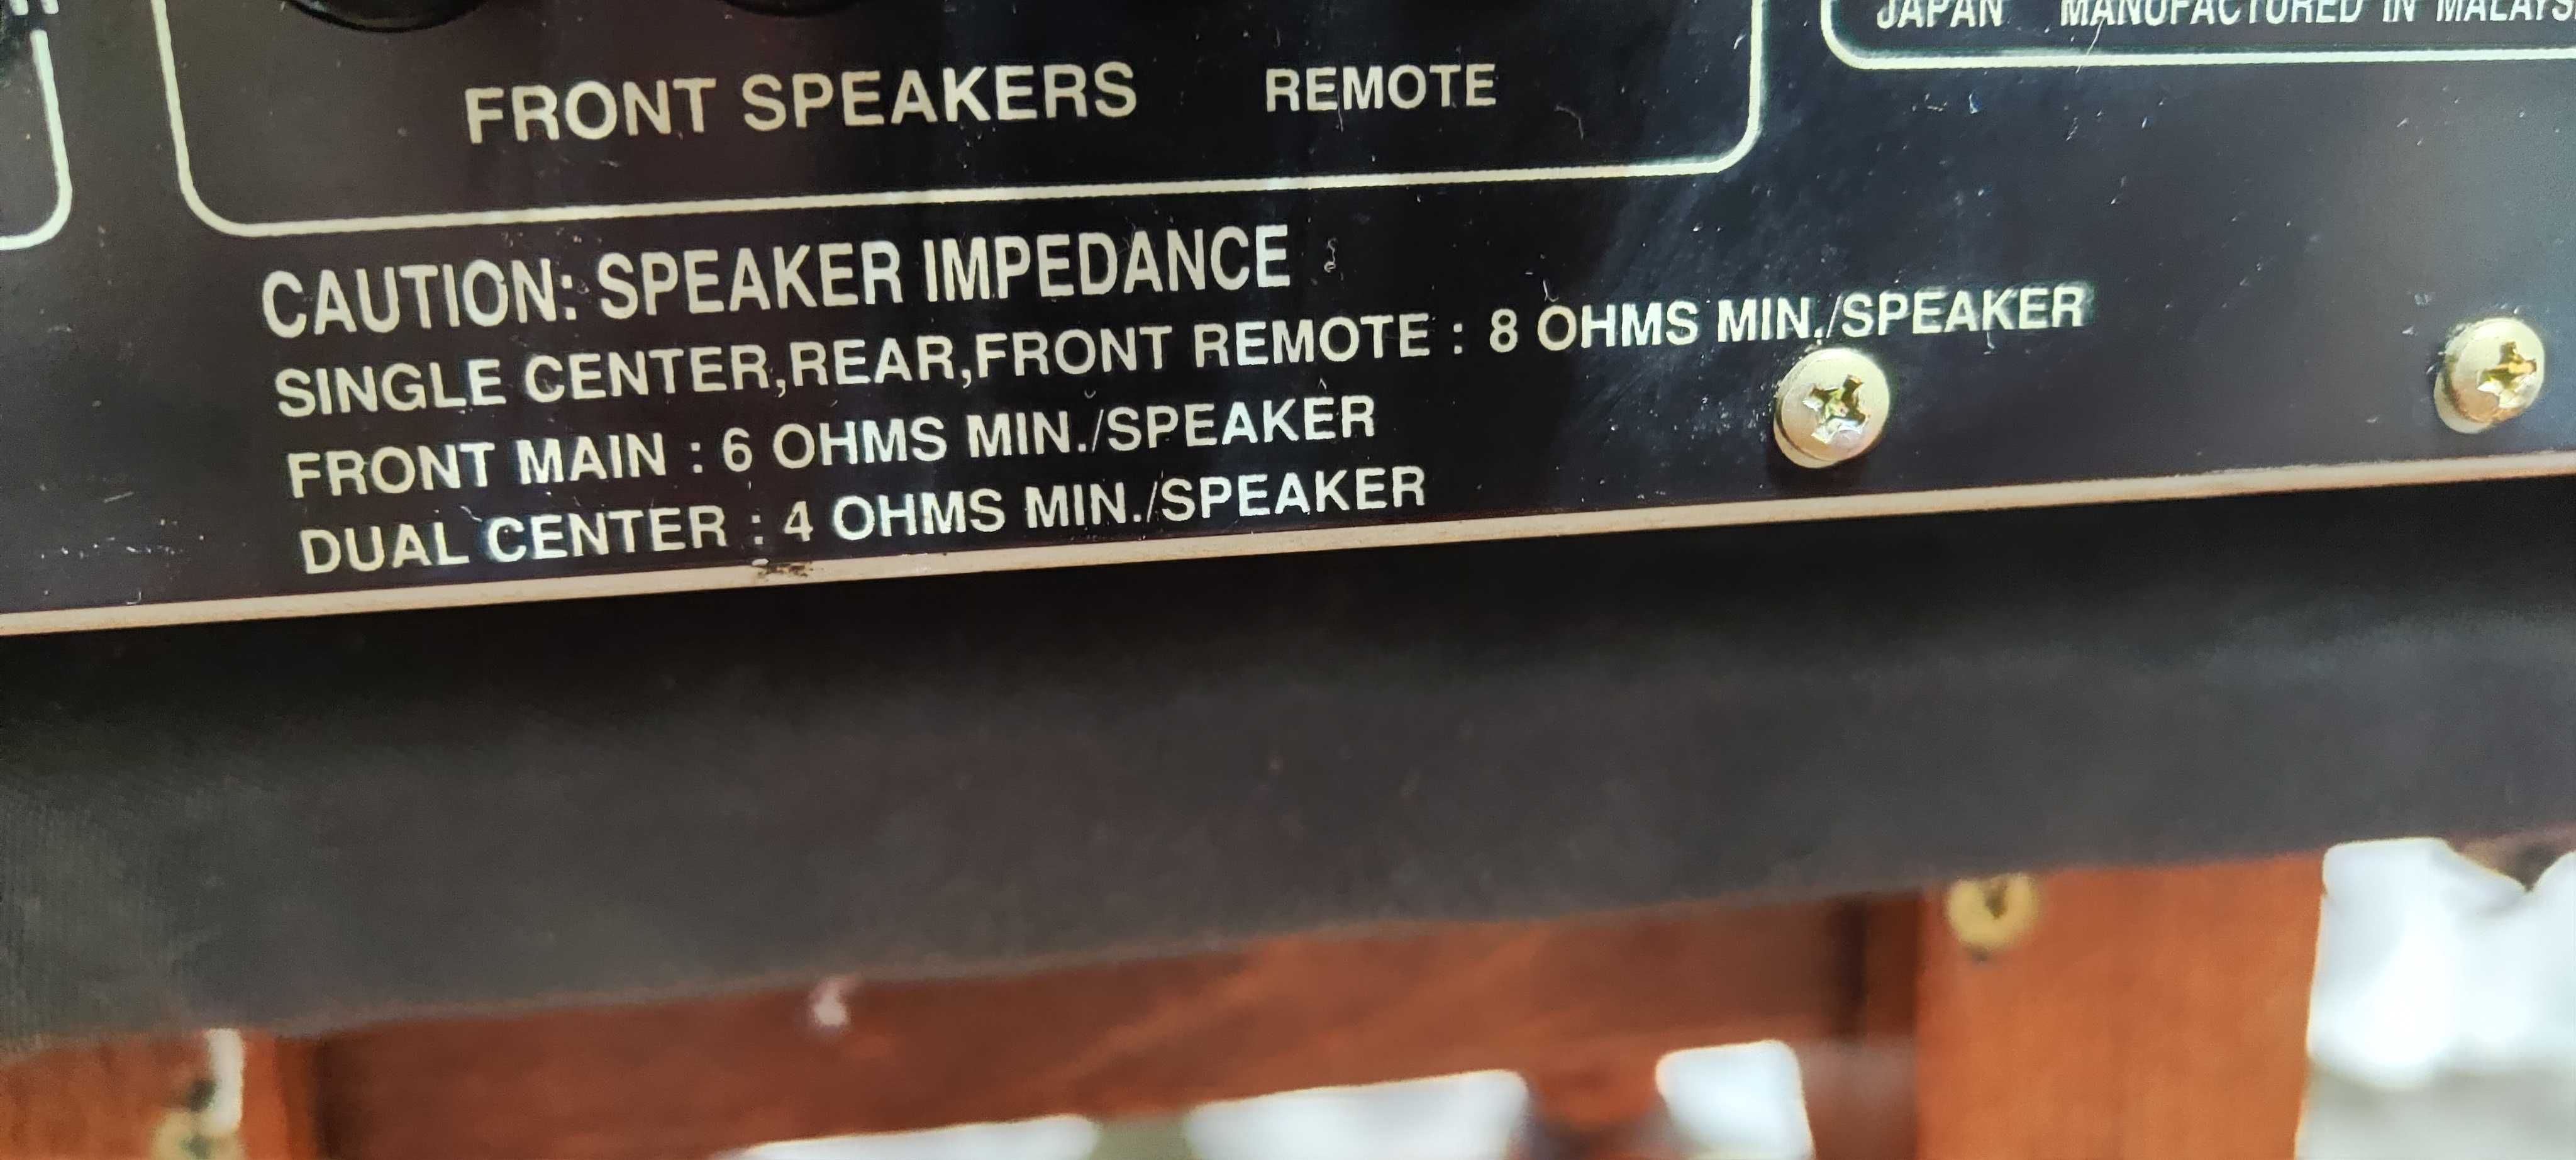 JAPAN MANUFACTURED IN
FRONT SPEAKERS REMOTE
CAUTION: SPEAKER IMPEDANCE
SINGLE CENTER,REAR,FRONT REMOTE : 8 OHMS MIN./SPEAKER
FRONT MAIN : 6 OHMS MIN./SPEAKER
DUAL CENTER : 4 OHMS MIN./SPEAKER